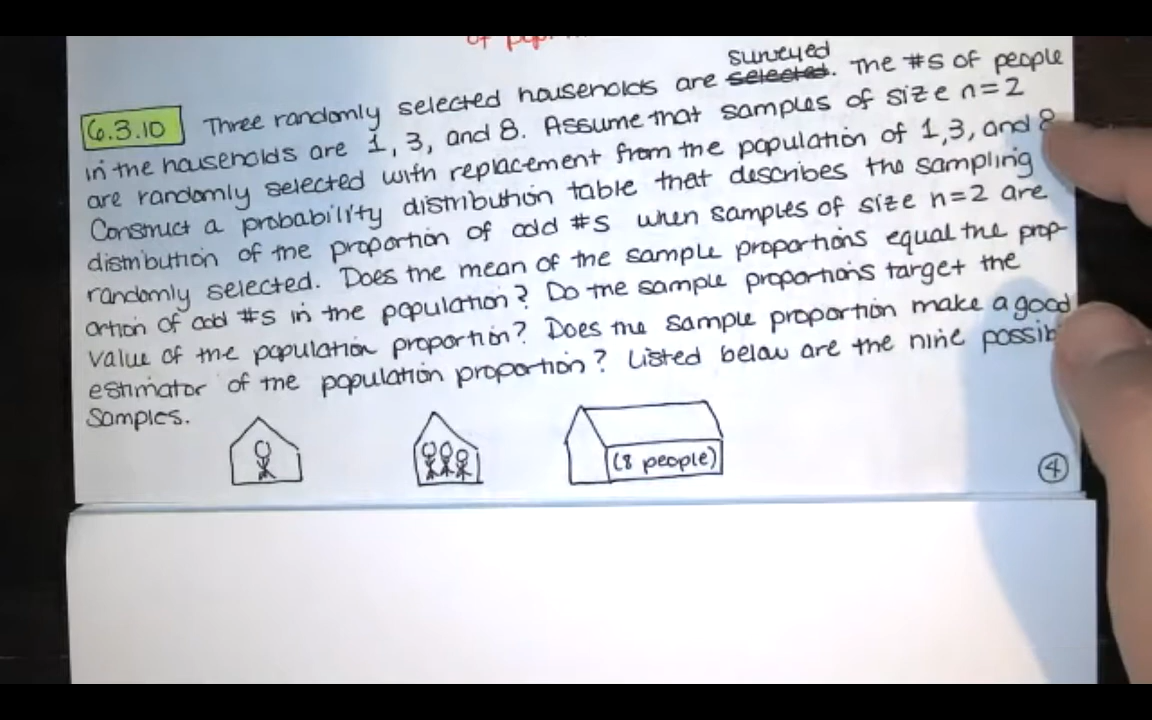 of
surveyed
6.3.10 Three randomly selected households are selected. The #s of people
in the households are 1, 3, and 8. Assume that samples of size n=2
are randomly selected with replacement from the population of 1,3, and 8
Construct a probability distribution table that describes the sampling
distribution of the proportion of odd #s when samples of size n=2 are
randomly selected. Does the mean of the sample proportions equal the prop-
ortion of odd #s in the population? Do the sample proportions target the
value of the population proportion? Does the sample proportion make a good
estimator of the population proportion? Listed below are the nine possib
samples.
(8 people)
4